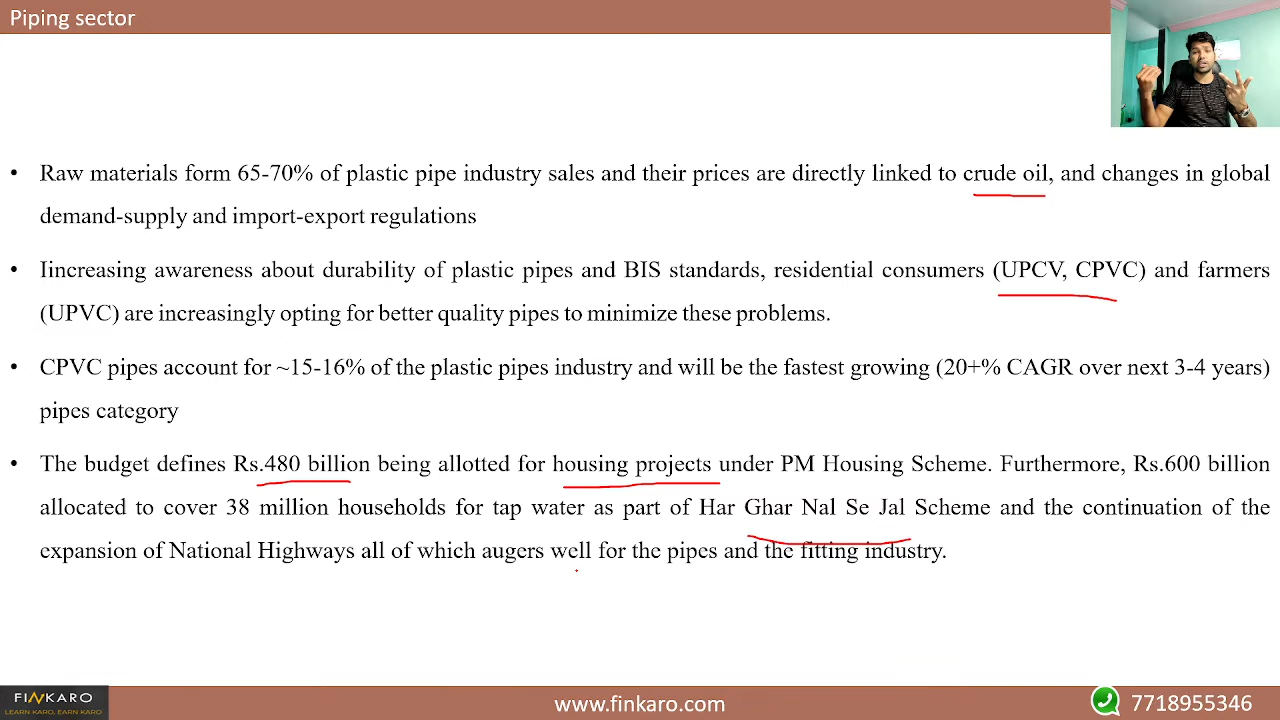 Piping sector
• Raw materials form 65-70% of plastic pipe industry sales and their prices are directly linked to crude oil, and changes in global
demand-supply and import-export regulations
• Iincreasing awareness about durability of plastic pipes and BIS standards, residential consumers (UPCV, CPVC) and farmers
(UPVC) are increasingly opting for better quality pipes to minimize these problems.
• CPVC pipes account for ~15-16% of the plastic pipes industry and will be the fastest growing (20+% CAGR over next 3-4 years)
pipes category
• The budget defines Rs.480 billion being allotted for housing projects under PM Housing Scheme. Furthermore, Rs.600 billion
allocated to cover 38 million households for tap water as part of Har Ghar Nal Se Jal Scheme and the continuation of the
expansion of National Highways all of which augers well for the pipes and the fitting industry.
FINKARO
LEARN KARO, EARN KARO
www.finkaro.com
7718955346